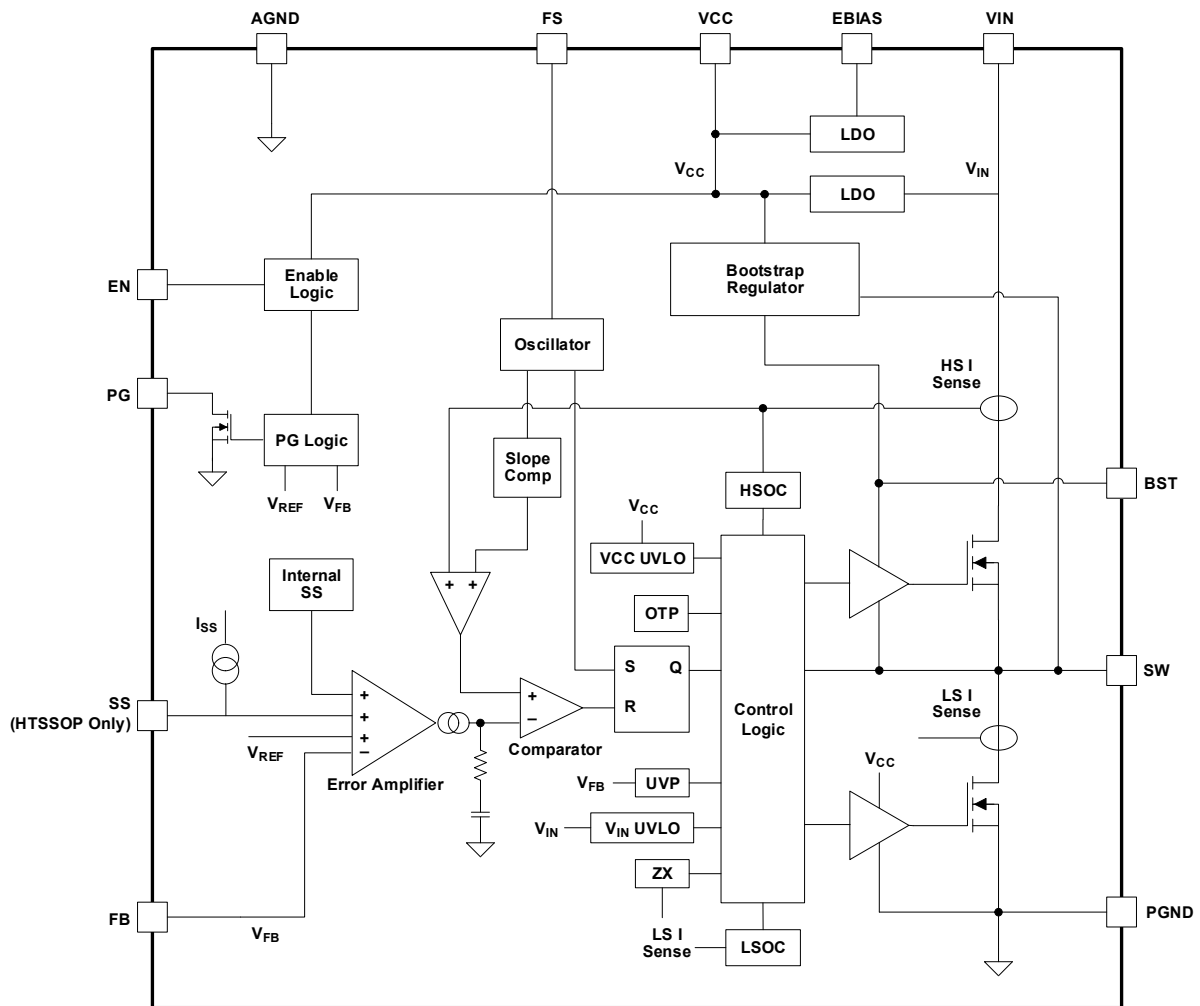 AGND
FS
VCC
EBIAS
VIN
LDO
VCC
VIN
LDO
EN
Enable
Logic
Bootstrap
Regulator
Oscillator
PG
HS I
Sense
PG Logic
VREF
VFB
Slope
Comp
HSOC
BST
VCC
VCC UVLO
Internal
SS
+ +
OTP
ISS
S
Q
R
SW
SS
(HTSSOP Only)
+
+
+
−
+
−
VREF
Comparator
Control
Logic
LS I
Sense
Error Amplifier
VCC
VFB
UVP
VIN
VIN UVLO
ZX
FB
VFB
LS I
Sense
LSOC
PGND